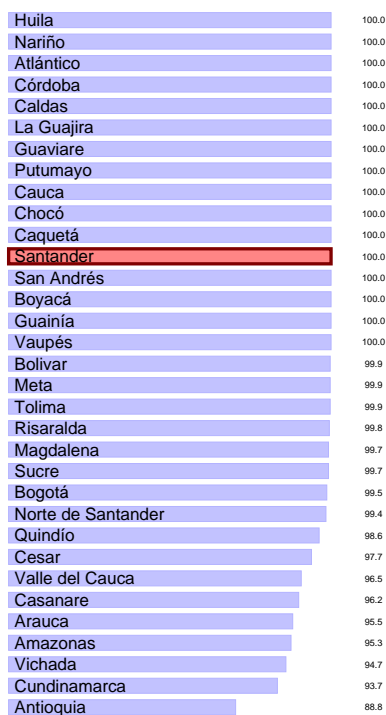 Huila 100.0
Nariño 100.0
Atlántico 100.0
Córdoba 100.0
Caldas 100.0
La Guajira 100.0
Guaviare 100.0
Putumayo 100.0
Cauca 100.0
Chocó 100.0
Caquetá 100.0
Santander 100.0
San Andrés 100.0
Boyacá 100.0
Guainía 100.0
Vaupés 100.0
Bolivar 99.9
Meta 99.9
Tolima 99.9
Risaralda 99.8
Magdalena 99.7
Sucre 99.7
Bogotá 99.5
Norte de Santander 99.4
Quindío 98.6
Cesar 97.7
Valle del Cauca 96.5
Casanare 96.2
Arauca 95.5
Amazonas 95.3
Vichada 94.7
Cundinamarca 93.7
Antioquia 88.8